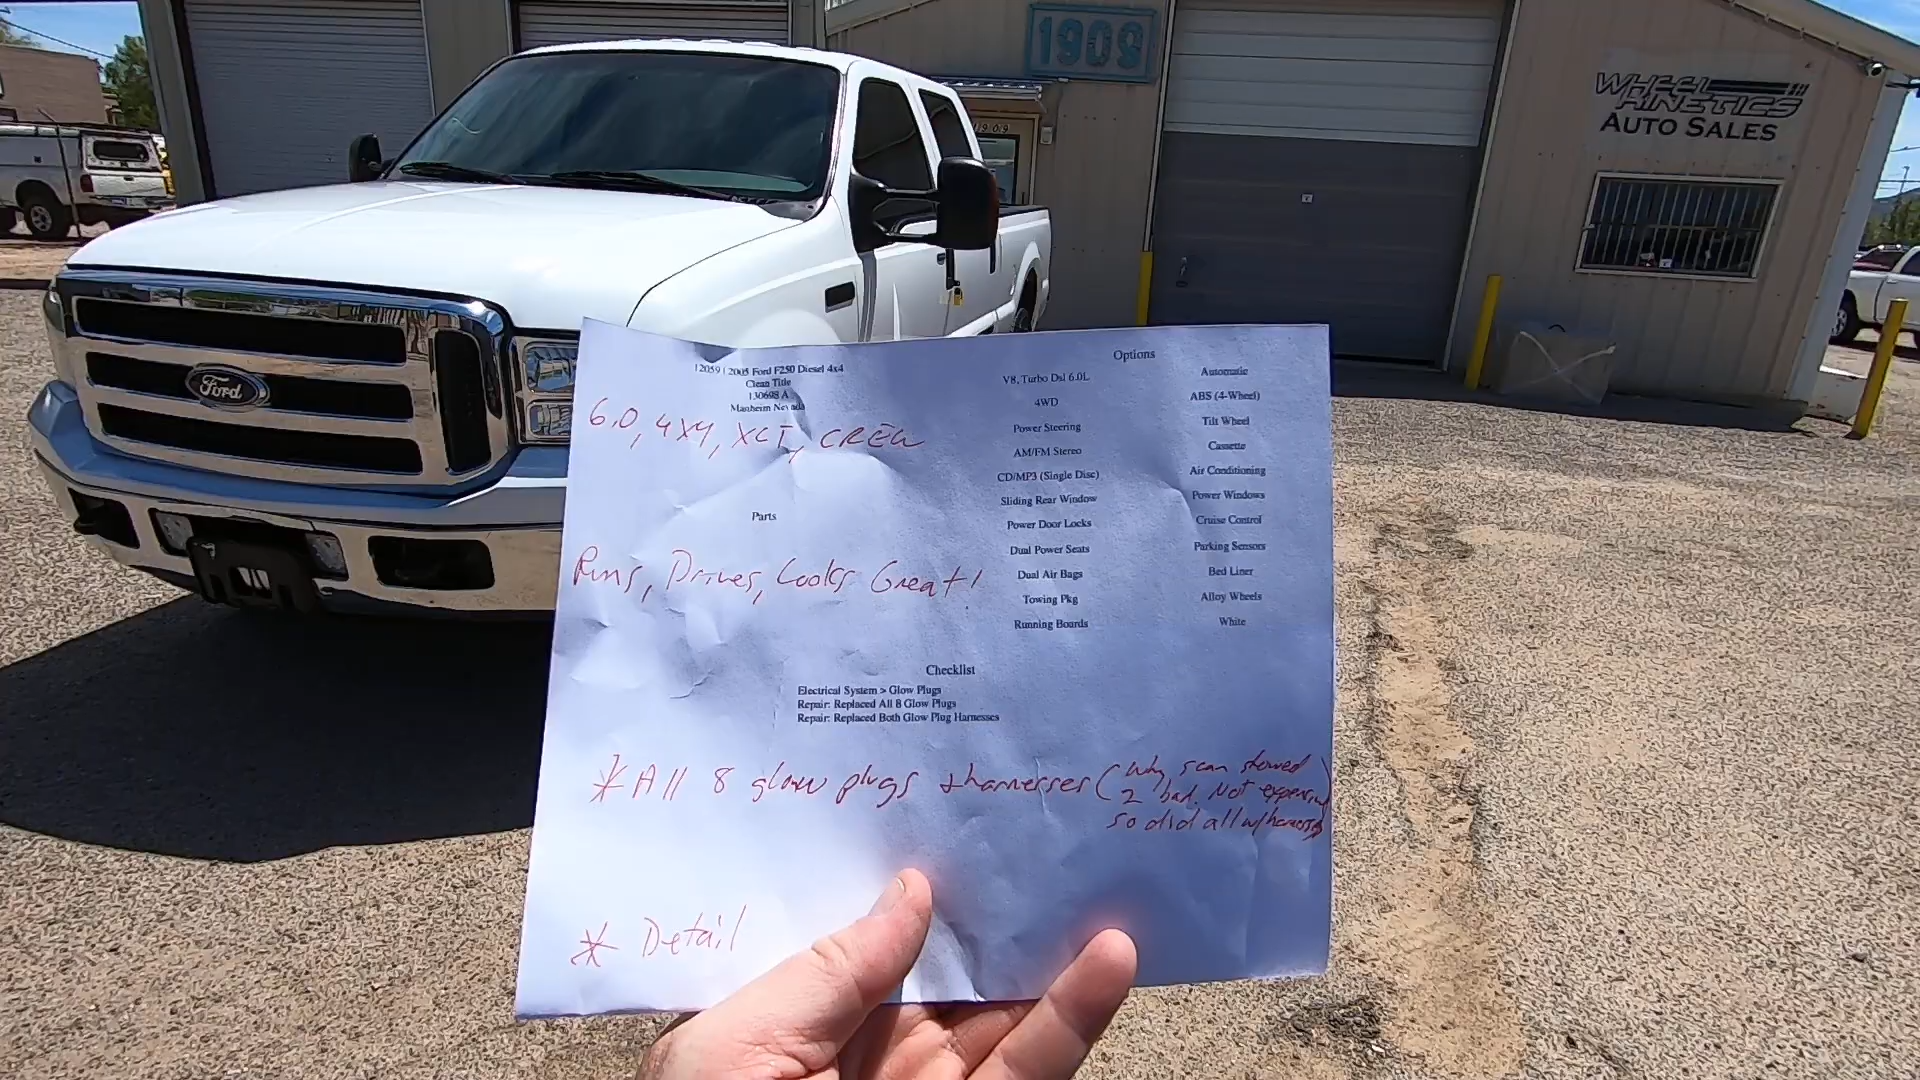 1909
1909
WHEEL KINETICS
AUTO SALES
Ford
12059 | 2005 Ford F250 Diesel 4x4
Clean Title
130698 A
Manheim Nevada
6.0, 4x4, XLT, CREW
Parts
Runs, Drives, Looks Great!
Options
V8, Turbo Dsl 6.0L
4WD
Power Steering
AM/FM Stereo
CD/MP3 (Single Disc)
Sliding Rear Window
Power Door Locks
Dual Power Seats
Dual Air Bags
Towing Pkg
Running Boards
Automatic
ABS (4-Wheel)
Tilt Wheel
Cassette
Air Conditioning
Power Windows
Cruise Control
Parking Sensors
Bed Liner
Alloy Wheels
White
Checklist
Electrical System > Glow Plugs
Repair: Replaced All 8 Glow Plugs
Repair: Replaced Both Glow Plug Harnesses
* All 8 glow plugs + harnesses (why scan showed
2 bad. Not expensive
so did all w/harness)
* Detail